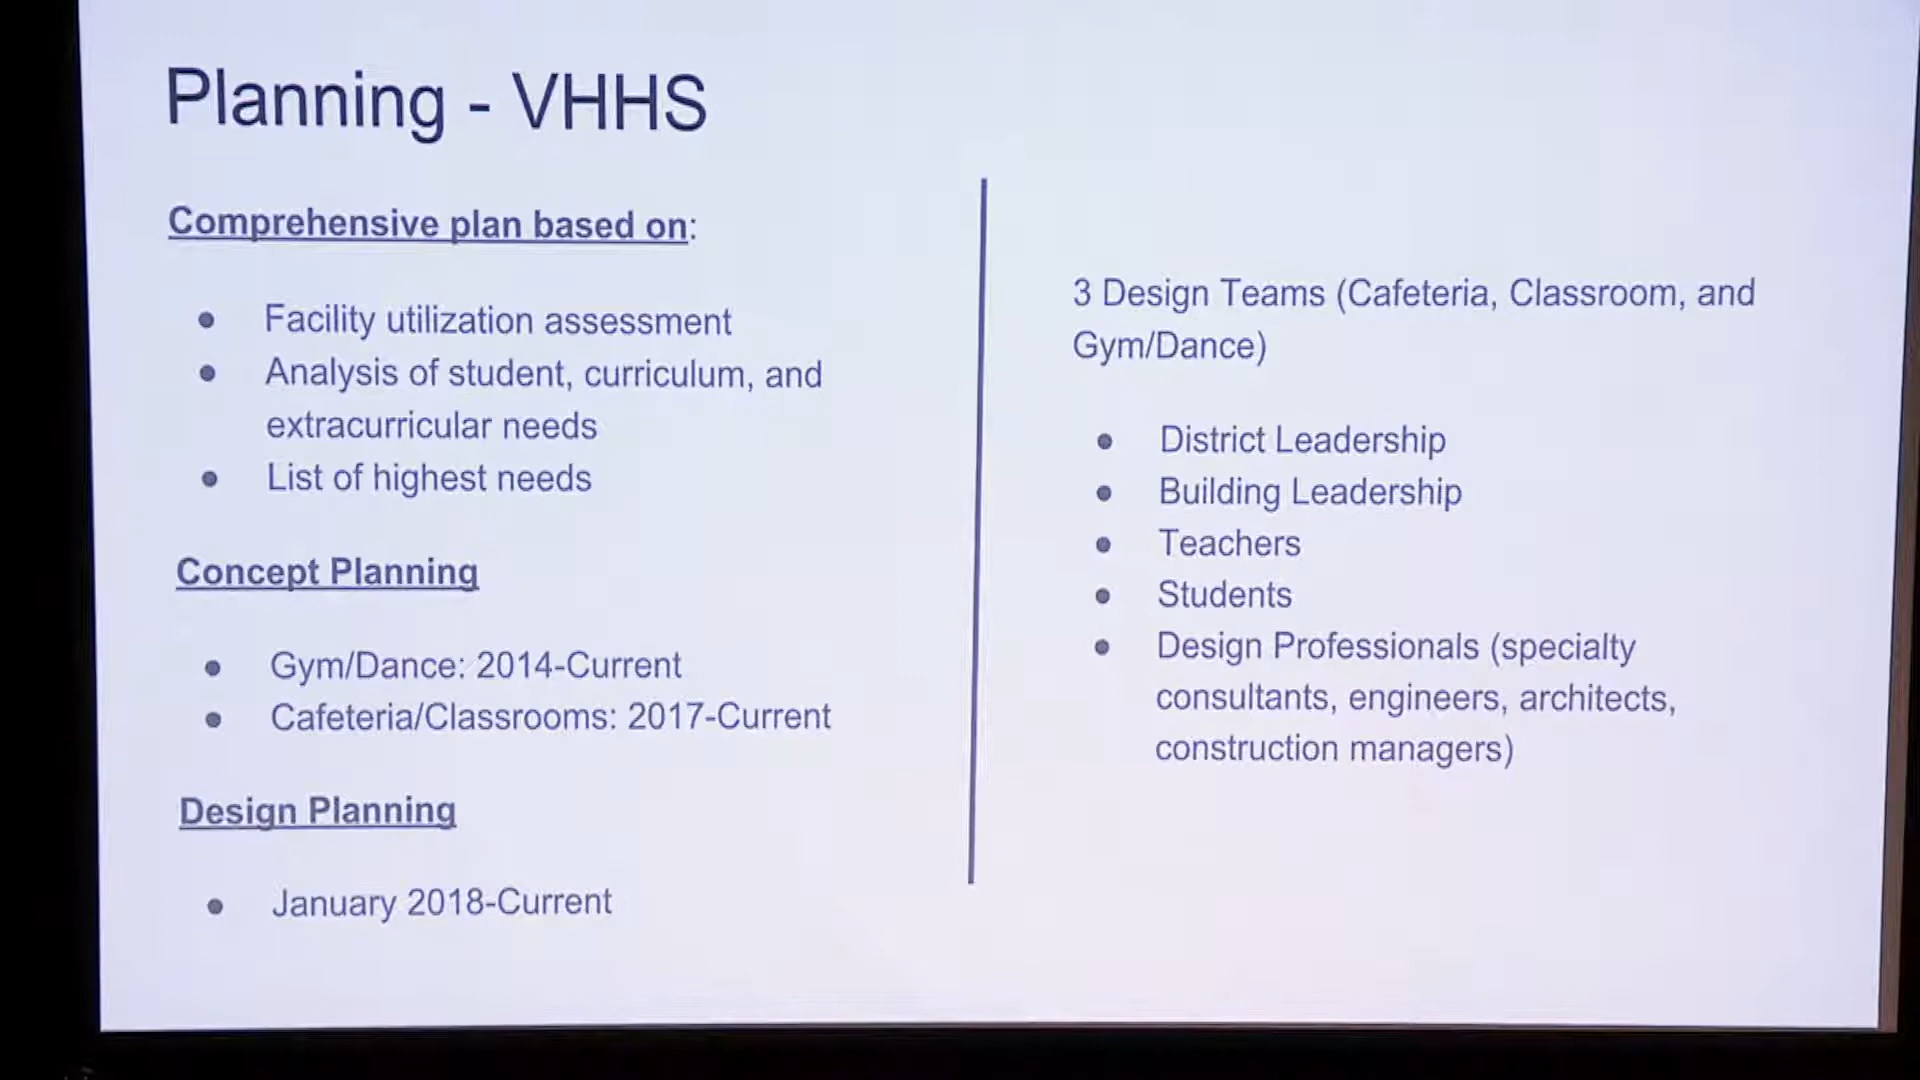 Planning - VHHS
Comprehensive plan based on:
● Facility utilization assessment
● Analysis of student, curriculum, and
extracurricular needs
● List of highest needs
Concept Planning
● Gym/Dance: 2014-Current
● Cafeteria/Classrooms: 2017-Current
Design Planning
● January 2018-Current
3 Design Teams (Cafeteria, Classroom, and
Gym/Dance)
● District Leadership
● Building Leadership
● Teachers
● Students
● Design Professionals (specialty
consultants, engineers, architects,
construction managers)